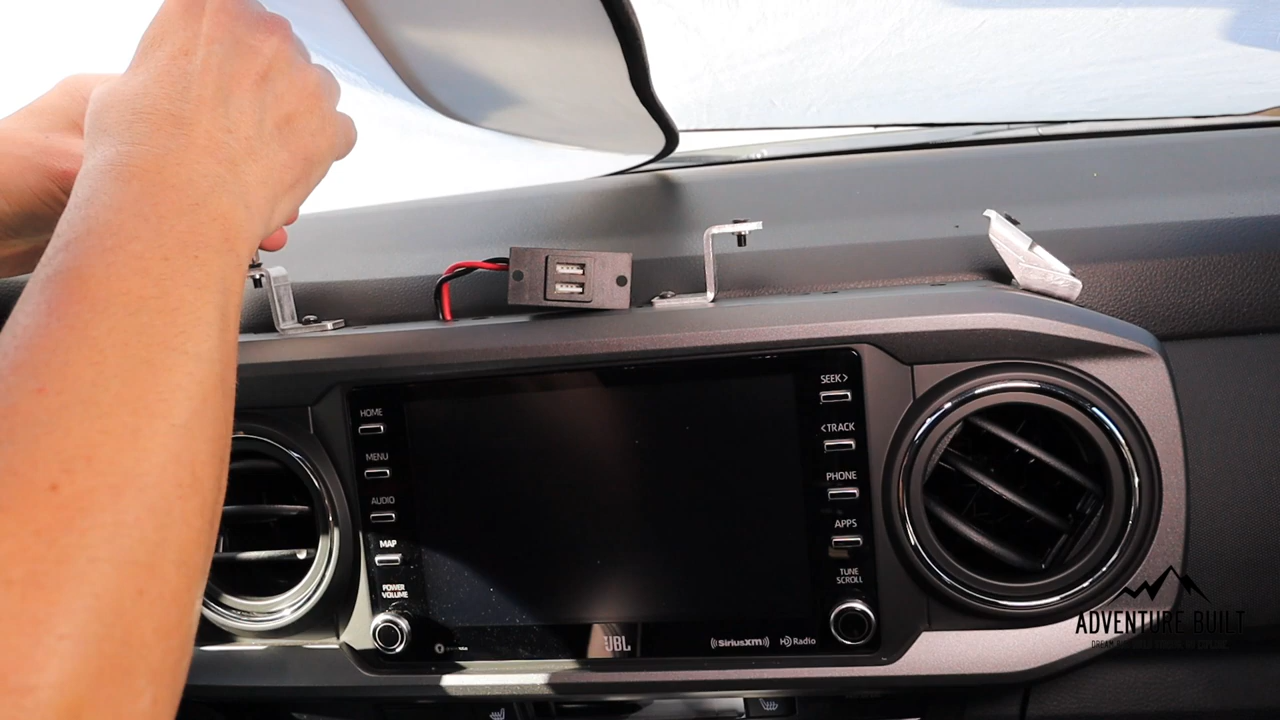 HOME
MENU
AUDIO
MAP
POWER
VOLUME
SEEK>
<TRACK
PHONE
APPS
TUNE
SCROLL
JBL
((SiriusXM))
HD Radio
ADVENTURE BUILT